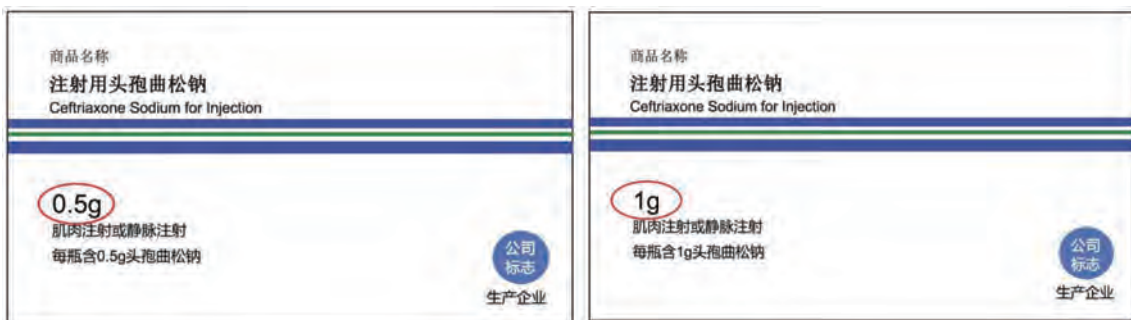 商品名称
注射用头孢曲松钠
Ceftriaxone Sodium for Injection
0.5g
肌肉注射或静脉注射
每瓶含0.5g头孢曲松钠
公司
标志
生产企业
商品名称
注射用头孢曲松钠
Ceftriaxone Sodium for Injection
1g
肌肉注射或静脉注射
每瓶含1g头孢曲松钠
公司
标志
生产企业